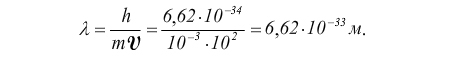 λ = h / mv = 6,62·10⁻³⁴ / 10⁻³·10² = 6,62·10⁻³³ м.